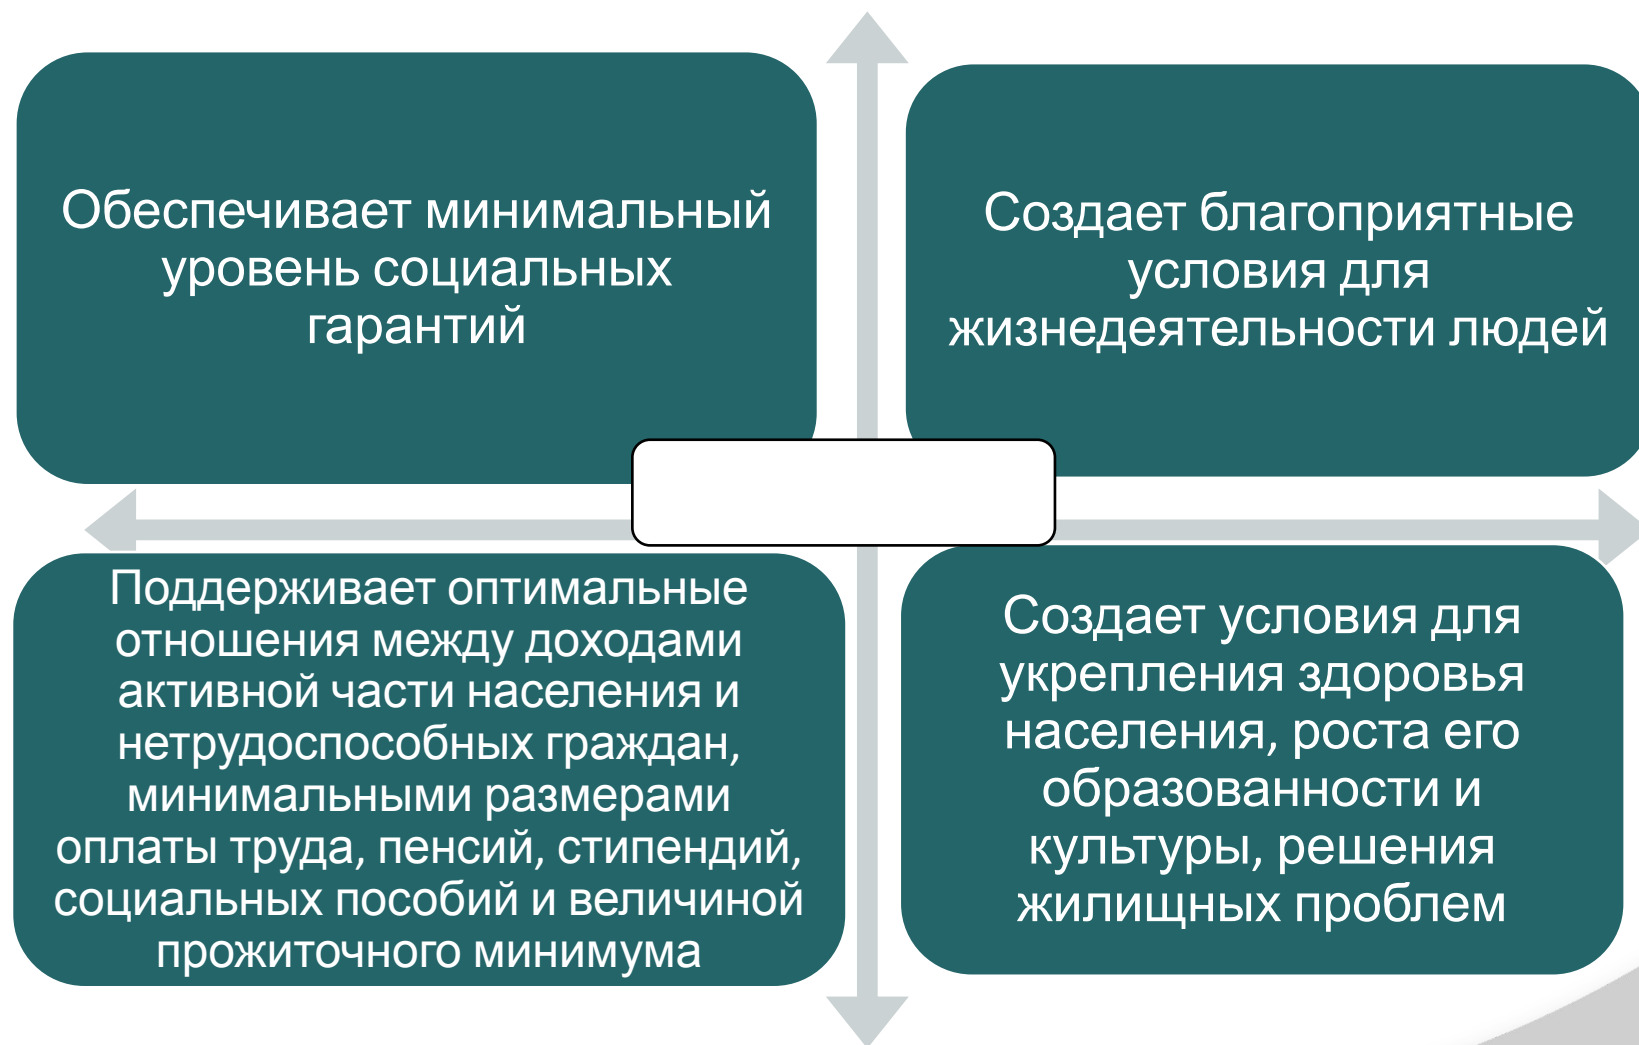 Обеспечивает минимальный
уровень социальных
гарантий
Создает благоприятные
условия для
жизнедеятельности людей
Поддерживает оптимальные
отношения между доходами
активной части населения и
нетрудоспособных граждан,
минимальными размерами
оплаты труда, пенсий, стипендий,
социальных пособий и величиной
прожиточного минимума
Создает условия для
укрепления здоровья
населения, роста его
образованности и
культуры, решения
жилищных проблем